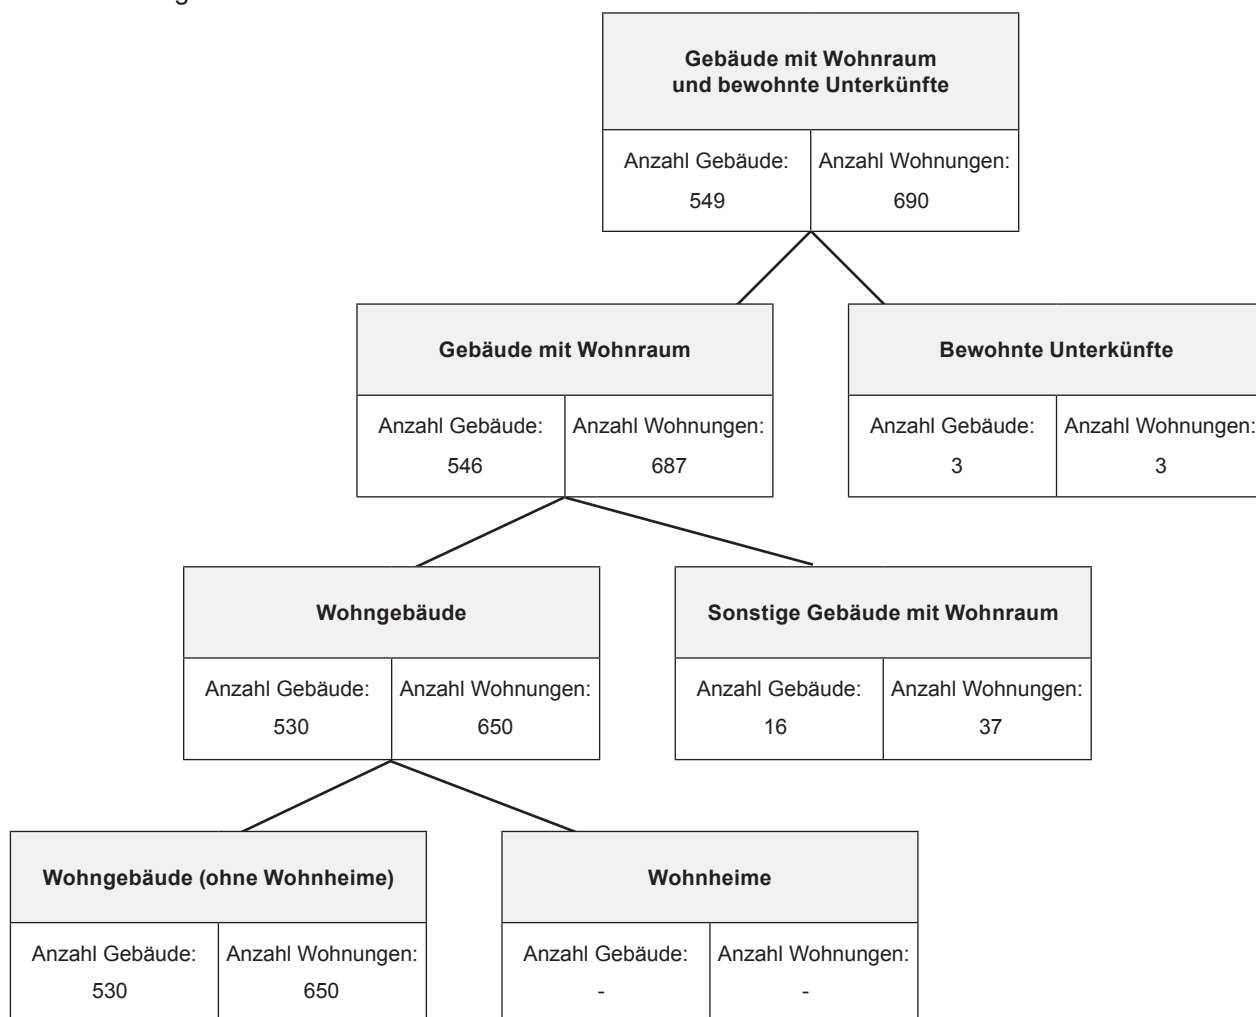 Gebäude mit Wohnraum
und bewohnte Unterkünfte
Anzahl Gebäude: Anzahl Wohnungen:
549 690
Gebäude mit Wohnraum Bewohnte Unterkünfte
Anzahl Gebäude: Anzahl Wohnungen: Anzahl Gebäude: Anzahl Wohnungen:
546 687 3 3
Wohngebäude Sonstige Gebäude mit Wohnraum
Anzahl Gebäude: Anzahl Wohnungen: Anzahl Gebäude: Anzahl Wohnungen:
530 650 16 37
Wohngebäude (ohne Wohnheime) Wohnheime
Anzahl Gebäude: Anzahl Wohnungen: Anzahl Gebäude: Anzahl Wohnungen:
530 650 - -